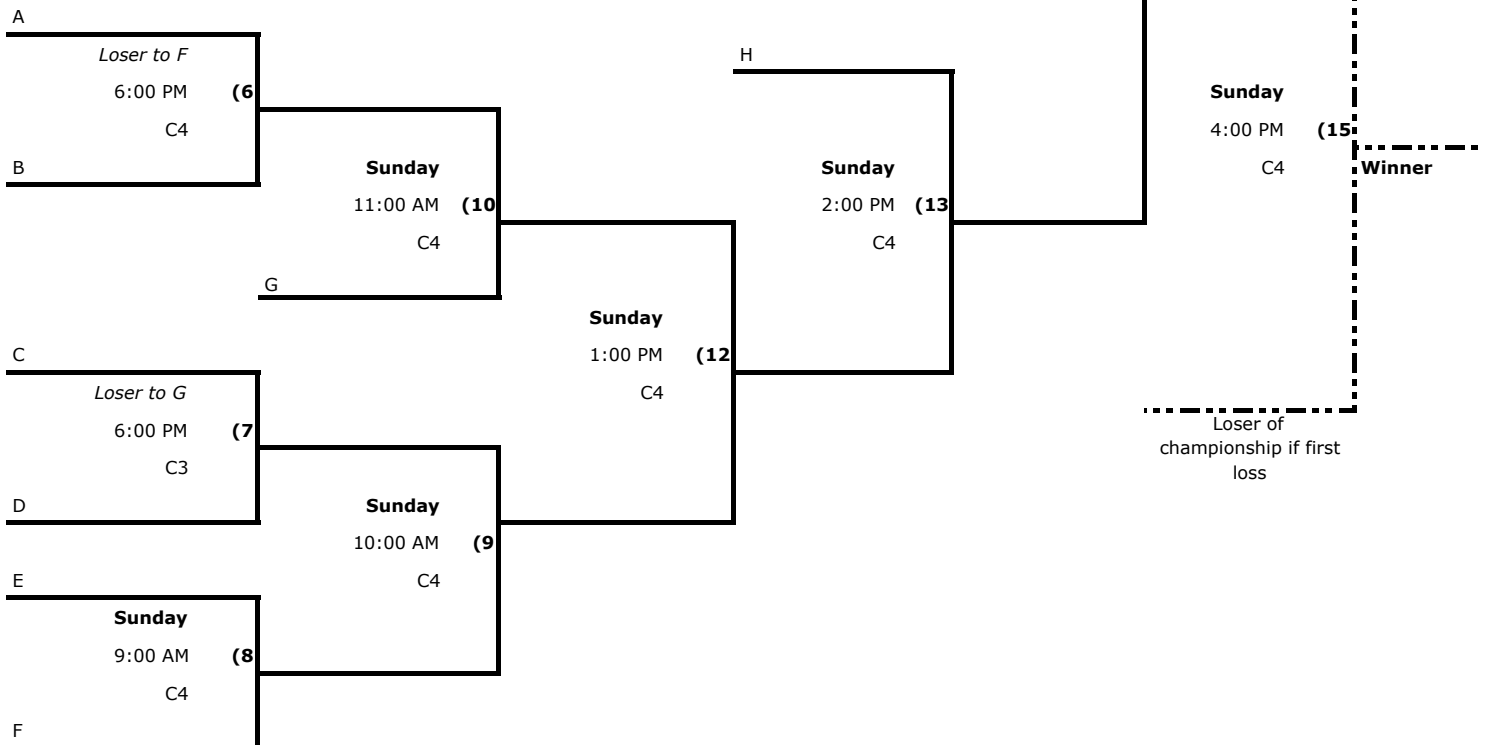 A
Loser to F
6:00 PM (6
C4
B
H
Sunday
4:00 PM (15
C4
Winner
Sunday
11:00 AM (10
C4
G
Sunday
2:00 PM (13
C4
Sunday
1:00 PM (12
C4
C
Loser to G
6:00 PM (7
C3
D
Sunday
10:00 AM (9
C4
Loser of
championship if first
loss
E
Sunday
9:00 AM (8
C4
F